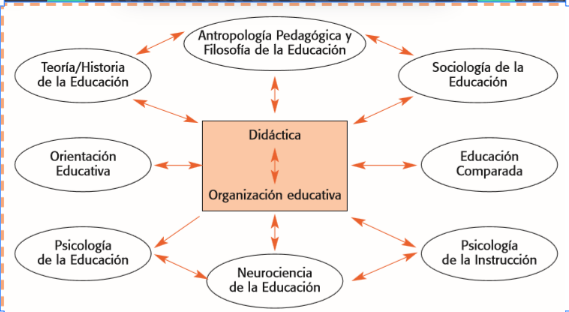 Antropología Pedagógica y
Filosofía de la Educación
Teoría/Historia
de la Educación
Sociología de la
Educación
Didáctica
Organización educativa
Orientación
Educativa
Educación
Comparada
Psicología
de la Educación
Neurociencia
de la Educación
Psicología
de la Instrucción